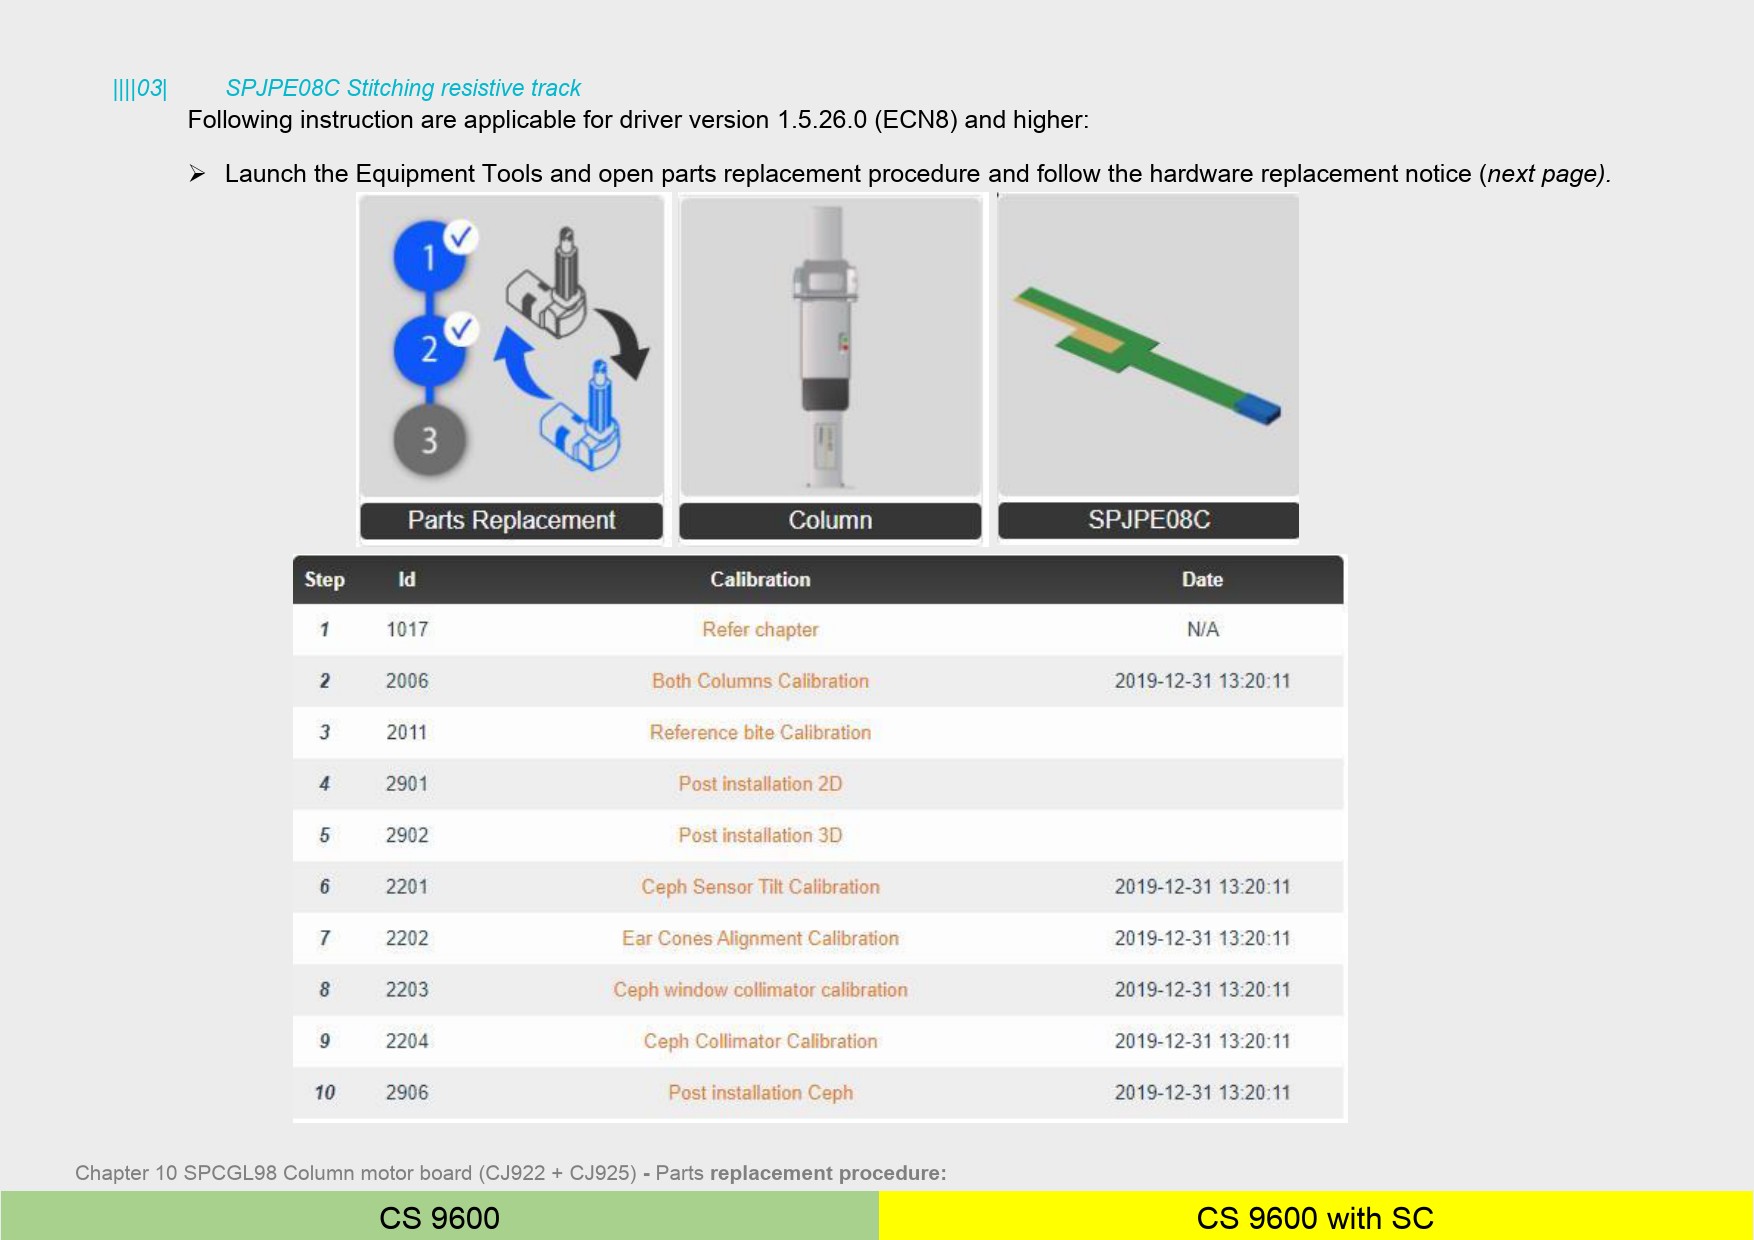 ||||03| SPJPE08C Stitching resistive track
Following instruction are applicable for driver version 1.5.26.0 (ECN8) and higher:
➢ Launch the Equipment Tools and open parts replacement procedure and follow the hardware replacement notice (next page).
1
2
3
Parts Replacement Column SPJPE08C
Step Id Calibration Date
1 1017 Refer chapter N/A
2 2006 Both Columns Calibration 2019-12-31 13:20:11
3 2011 Reference bite Calibration
4 2901 Post installation 2D
5 2902 Post installation 3D
6 2201 Ceph Sensor Tilt Calibration 2019-12-31 13:20:11
7 2202 Ear Cones Alignment Calibration 2019-12-31 13:20:11
8 2203 Ceph window collimator calibration 2019-12-31 13:20:11
9 2204 Ceph Collimator Calibration 2019-12-31 13:20:11
10 2906 Post installation Ceph 2019-12-31 13:20:11
Chapter 10 SPCGL98 Column motor board (CJ922 + CJ925) - Parts replacement procedure:
CS 9600 CS 9600 with SC